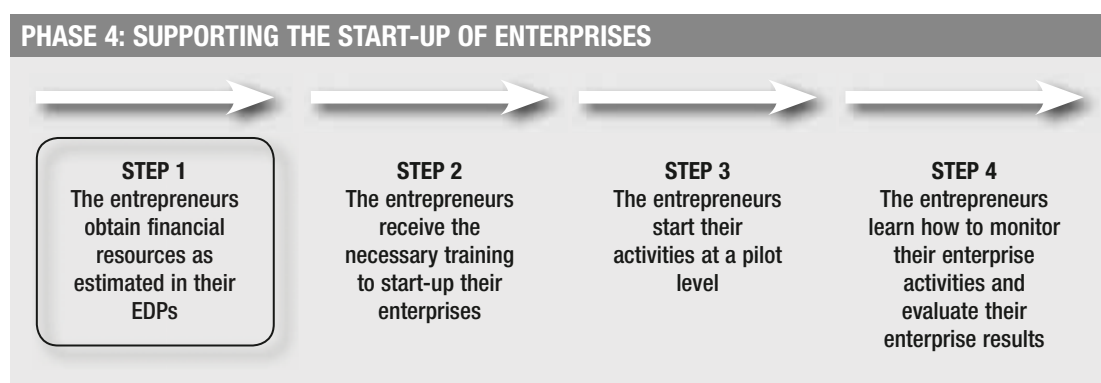 PHASE 4: SUPPORTING THE START-UP OF ENTERPRISES
STEP 1
The entrepreneurs
obtain financial
resources as
estimated in their
EDPs
STEP 2
The entrepreneurs
receive the
necessary training
to start-up their
enterprises
STEP 3
The entrepreneurs
start their
activities at a pilot
level
STEP 4
The entrepreneurs
learn how to monitor
their enterprise
activities and
evaluate their
enterprise results